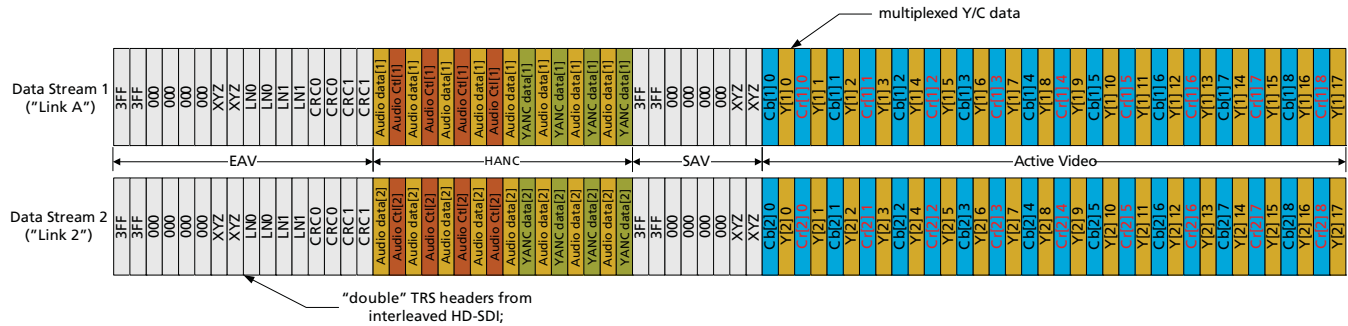 multiplexed Y/C data
Data Stream 1
("Link A")
3FF
3FF
000
000
000
000
XYZ
XYZ
LN0
LN0
LN1
LN1
CRC0
CRC0
CRC1
CRC1
Audio data[1]
Audio Ctl[1]
Audio data[1]
Audio Ctl[1]
Audio data[1]
Audio Ctl[1]
Audio data[1]
Audio Ctl[1]
Audio data[1]
YANC data[1]
Audio data[1]
YANC data[1]
Audio data[1]
YANC data[1]
Audio data[1]
YANC data[1]
3FF
3FF
000
000
000
000
XYZ
XYZ
Cb[1] 0
Y[1] 0
Cr[1] 0
Y[1] 1
Cb[1] 1
Y[1] 2
Cr[1] 1
Y[1] 3
Cb[1] 2
Y[1] 4
Cr[1] 2
Y[1] 5
Cb[1] 3
Y[1] 6
Cr[1] 3
Y[1] 7
Cb[1] 4
Y[1] 8
Cr[1] 4
Y[1] 9
Cb[1] 5
Y[1] 10
Cr[1] 5
Y[1] 11
Cb[1] 6
Y[1] 12
Cr[1] 6
Y[1] 13
Cb[1] 7
Y[1] 14
Cr[1] 7
Y[1] 15
Cb[1] 8
Y[1] 16
Cr[1] 8
Y[1] 17
EAV
HANC
SAV
Active Video
Data Stream 2
("Link 2")
3FF
3FF
000
000
000
000
XYZ
XYZ
LN0
LN0
LN1
LN1
CRC0
CRC0
CRC1
CRC1
Audio data[2]
Audio Ctl[2]
Audio data[2]
Audio Ctl[2]
Audio data[2]
Audio Ctl[2]
Audio data[2]
Audio Ctl[2]
Audio data[2]
YANC data[2]
Audio data[2]
YANC data[2]
Audio data[2]
YANC data[2]
Audio data[2]
YANC data[2]
3FF
3FF
000
000
000
000
XYZ
XYZ
Cb[2] 0
Y[2] 0
Cr[2] 0
Y[2] 1
Cb[2] 1
Y[2] 2
Cr[2] 1
Y[2] 3
Cb[2] 2
Y[2] 4
Cr[2] 2
Y[2] 5
Cb[2] 3
Y[2] 6
Cr[2] 3
Y[2] 7
Cb[2] 4
Y[2] 8
Cr[2] 4
Y[2] 9
Cb[2] 5
Y[2] 10
Cr[2] 5
Y[2] 11
Cb[2] 6
Y[2] 12
Cr[2] 6
Y[2] 13
Cb[2] 7
Y[2] 14
Cr[2] 7
Y[2] 15
Cb[2] 8
Y[2] 16
Cr[2] 8
Y[2] 17
"double" TRS headers from
interleaved HD-SDI;